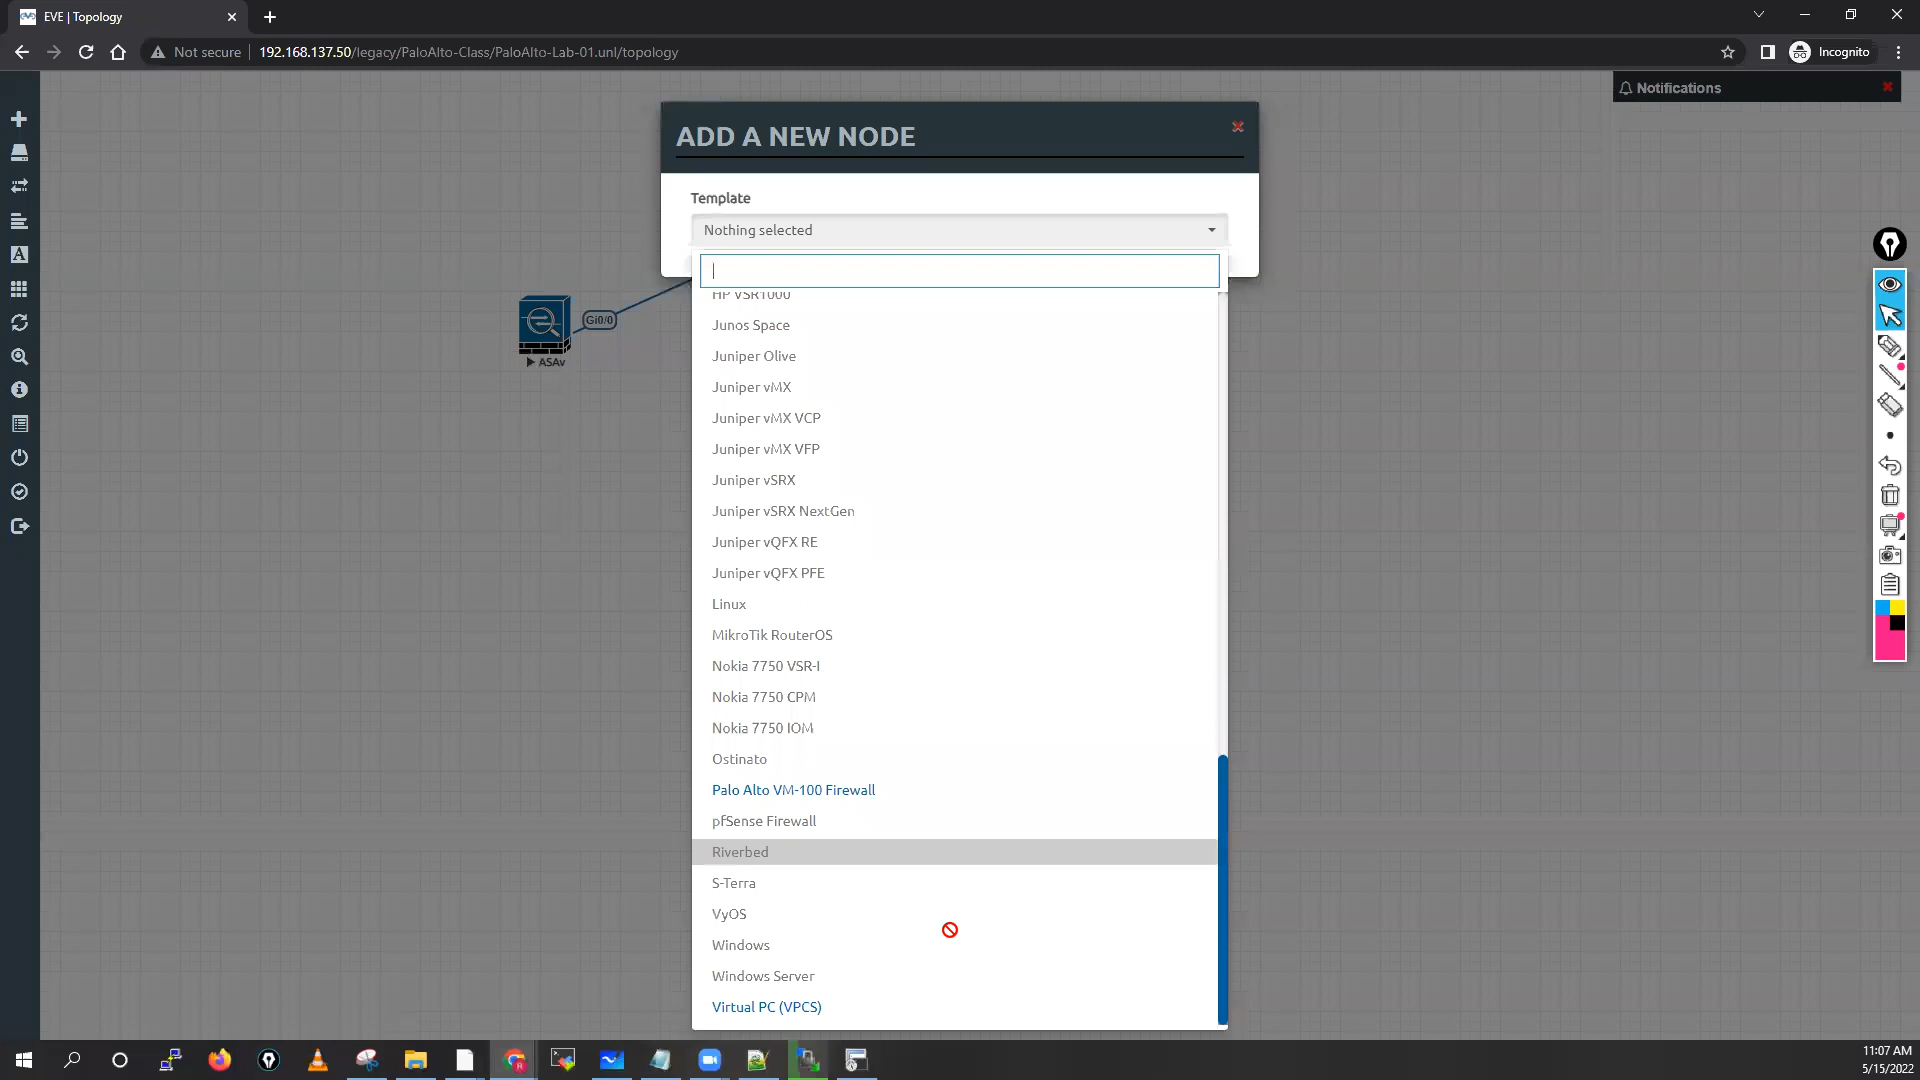 EVE | Topology
Not secure
192.168.137.50/legacy/PaloAlto-Class/PaloAlto-Lab-01.unl/topology
Incognito
Notifications
ADD A NEW NODE
Template
Nothing selected
HP VSR1000
Junos Space
Juniper Olive
Gi0/0
ASAv
Juniper vMX
Juniper vMX VCP
Juniper vMX VFP
Juniper vSRX
Juniper vSRX NextGen
Juniper vQFX RE
Juniper vQFX PFE
Linux
MikroTik RouterOS
Nokia 7750 VSR-I
Nokia 7750 CPM
Nokia 7750 IOM
Ostinato
Palo Alto VM-100 Firewall
pfSense Firewall
Riverbed
S-Terra
VyOS
Windows
Windows Server
Virtual PC (VPCS)
11:07 AM
5/15/2022